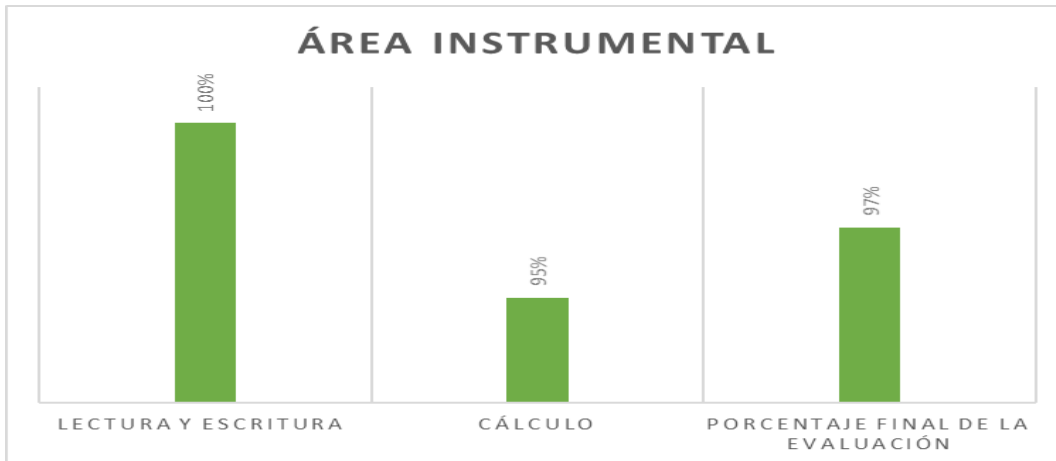 ÁREA INSTRUMENTAL
100%
95%
97%
LECTURA Y ESCRITURA
CÁLCULO
PORCENTAJE FINAL DE LA
EVALUACIÓN